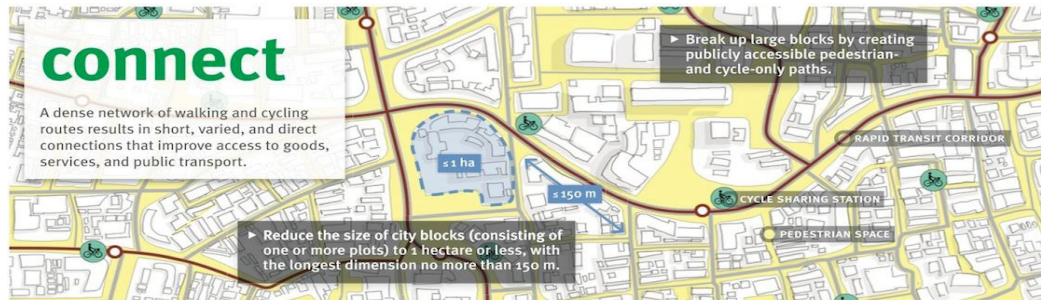 connect
A dense network of walking and cycling
routes results in short, varied, and direct
connections that improve access to goods,
services, and public transport.
▸ Break up large blocks by creating
publicly accessible pedestrian-
and cycle-only paths.
RAPID TRANSIT CORRIDOR
≤1 ha
≤150 m
CYCLE SHARING STATION
PEDESTRIAN SPACE
▸ Reduce the size of city blocks (consisting of
one or more plots) to 1 hectare or less, with
the longest dimension no more than 150 m.